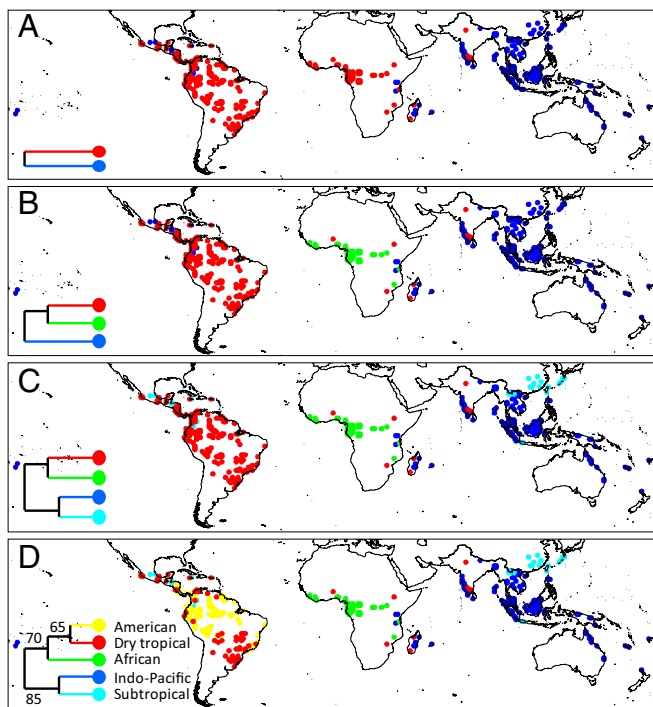 A
B
C
D
65
American
70
Dry tropical
African
Indo-Pacific
85
Subtropical